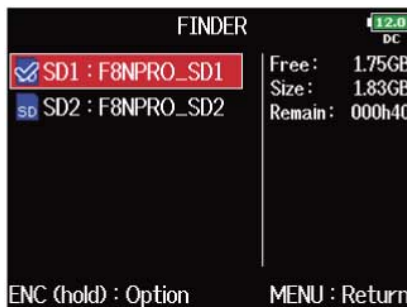 FINDER
12.0
DC
SD1 : F8NPRO_SD1
SD SD2 : F8NPRO_SD2
Free : 1.75GB
Size : 1.83GB
Remain : 000h40
ENC (hold) : Option
MENU : Return